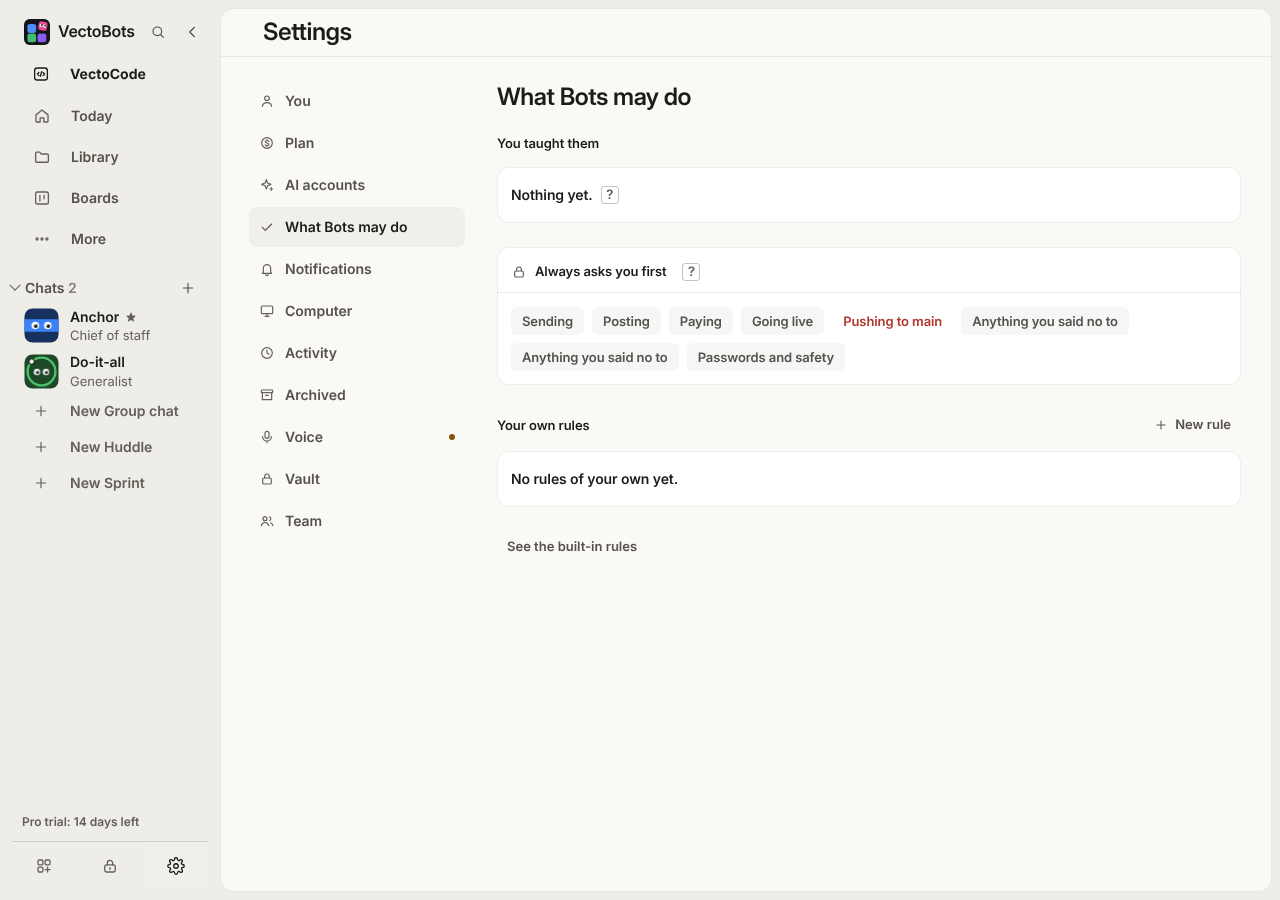 VectoBots
VectoCode
Today
Library
Boards
More
Chats 2
Anchor
Chief of staff
Do-it-all
Generalist
New Group chat
New Huddle
New Sprint
Pro trial: 14 days left
Settings
You
Plan
AI accounts
What Bots may do
Notifications
Computer
Activity
Archived
Voice
Vault
Team
What Bots may do
You taught them
Nothing yet. ?
Always asks you first ?
Sending Posting Paying Going live Pushing to main Anything you said no to
Anything you said no to Passwords and safety
Your own rules
New rule
No rules of your own yet.
See the built-in rules